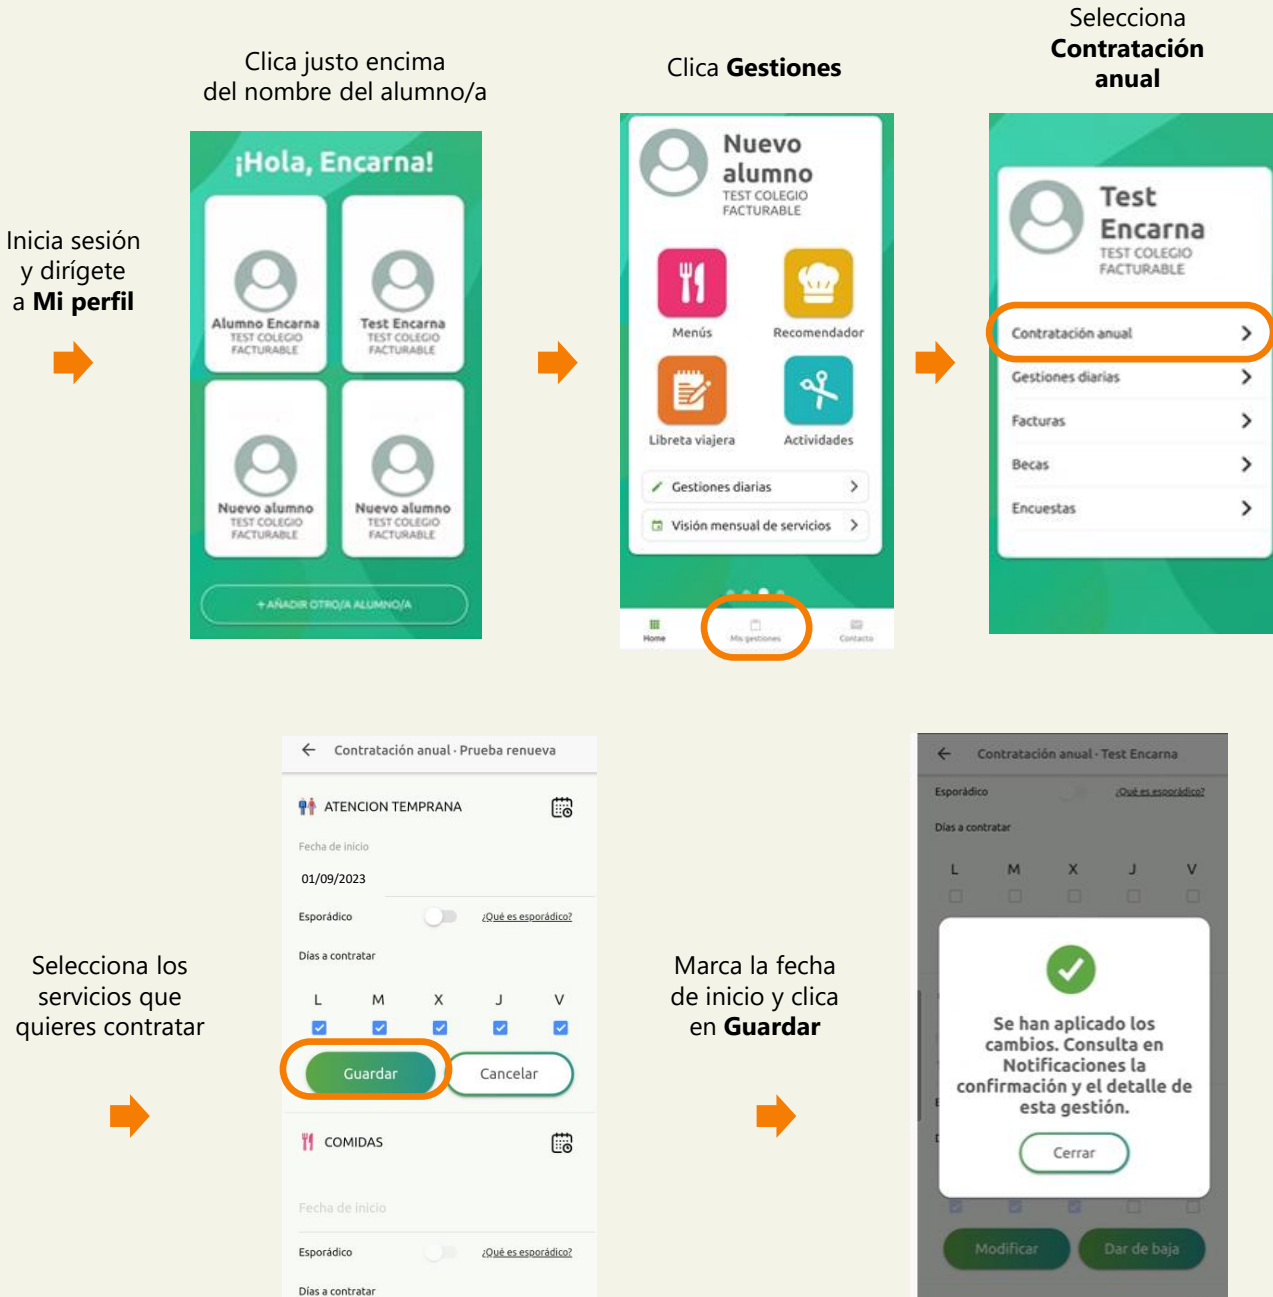 Inicia sesión
y dirígete
a Mi perfil
Clica justo encima
del nombre del alumno/a
¡Hola, Encarna!
Alumno Encarna
TEST COLEGIO
FACTURABLE
Test Encarna
TEST COLEGIO
FACTURABLE
Nuevo alumno
TEST COLEGIO
FACTURABLE
Nuevo alumno
TEST COLEGIO
FACTURABLE
+ AÑADIR OTRO/A ALUMNO/A
Clica Gestiones
Nuevo
alumno
TEST COLEGIO
FACTURABLE
Menús
Recomendador
Libreta viajera
Actividades
Gestiones diarias
Visión mensual de servicios
Home
Mis gestiones
Contacto
Selecciona
Contratación
anual
Test
Encarna
TEST COLEGIO
FACTURABLE
Contratación anual
Gestiones diarias
Facturas
Becas
Encuestas
Selecciona los
servicios que
quieres contratar
Contratación anual · Prueba renueva
ATENCION TEMPRANA
Fecha de inicio
01/09/2023
Esporádico ¿Qué es esporádico?
Días a contratar
L M X J V
Guardar Cancelar
COMIDAS
Fecha de inicio
Esporádico ¿Qué es esporádico?
Días a contratar
Marca la fecha
de inicio y clica
en Guardar
Contratación anual · Test Encarna
Esporádico ¿Qué es esporádico?
Días a contratar
L M X J V
Se han aplicado los
cambios. Consulta en
Notificaciones la
confirmación y el detalle de
esta gestión.
Cerrar
Modificar Dar de baja